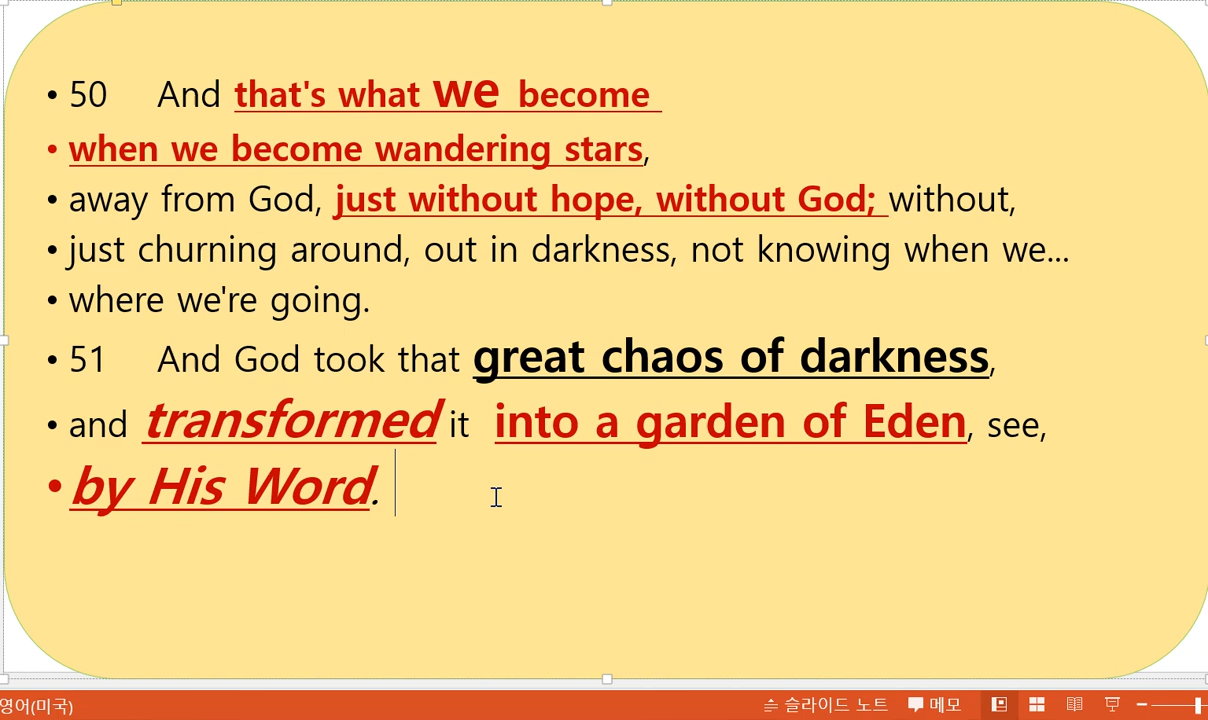 • 50 And that's what we become
• when we become wandering stars,
• away from God, just without hope, without God; without,
• just churning around, out in darkness, not knowing when we...
• where we're going.
• 51 And God took that great chaos of darkness,
• and transformed it into a garden of Eden, see,
• by His Word.
영어(미국) 슬라이드 노트 메모